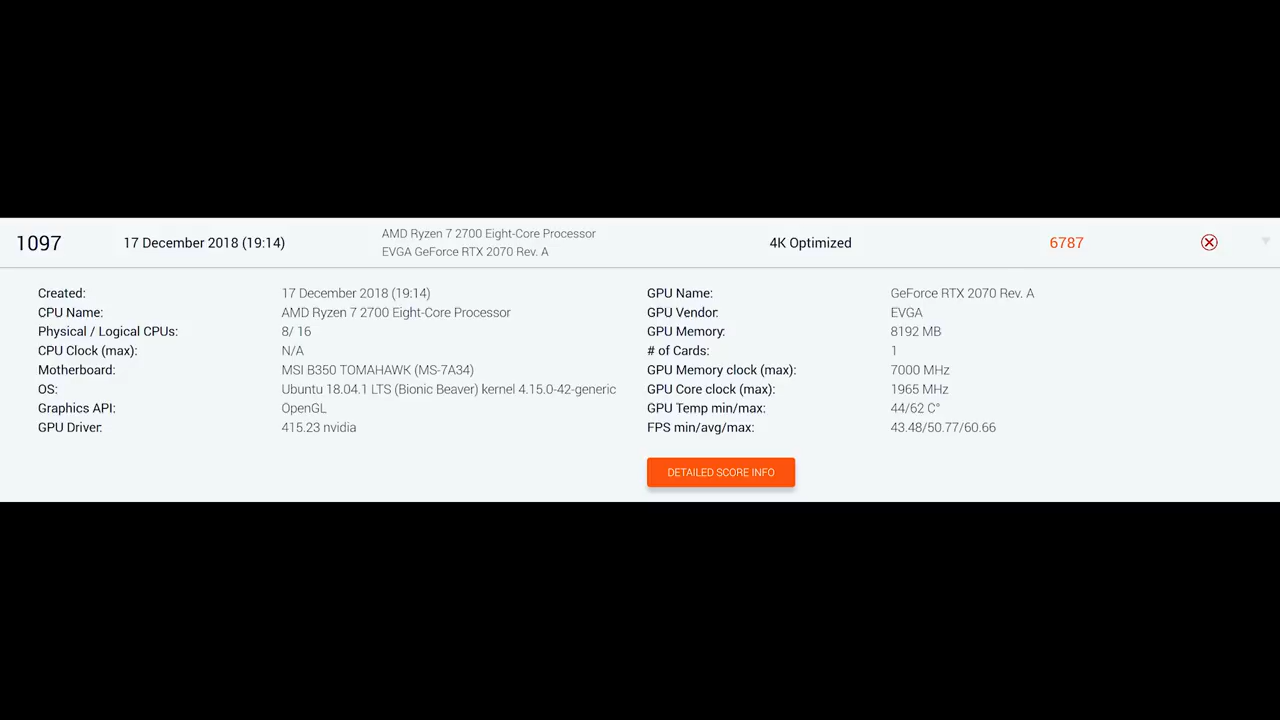 1097 17 December 2018 (19:14) AMD Ryzen 7 2700 Eight-Core Processor 4K Optimized 6787
EVGA GeForce RTX 2070 Rev. A
Created: 17 December 2018 (19:14)
CPU Name: AMD Ryzen 7 2700 Eight-Core Processor
Physical / Logical CPUs: 8/ 16
CPU Clock (max): N/A
Motherboard: MSI B350 TOMAHAWK (MS-7A34)
OS: Ubuntu 18.04.1 LTS (Bionic Beaver) kernel 4.15.0-42-generic
Graphics API: OpenGL
GPU Driver: 415.23 nvidia
GPU Name: GeForce RTX 2070 Rev. A
GPU Vendor: EVGA
GPU Memory: 8192 MB
# of Cards: 1
GPU Memory clock (max): 7000 MHz
GPU Core clock (max): 1965 MHz
GPU Temp min/max: 44/62 C°
FPS min/avg/max: 43.48/50.77/60.66
DETAILED SCORE INFO